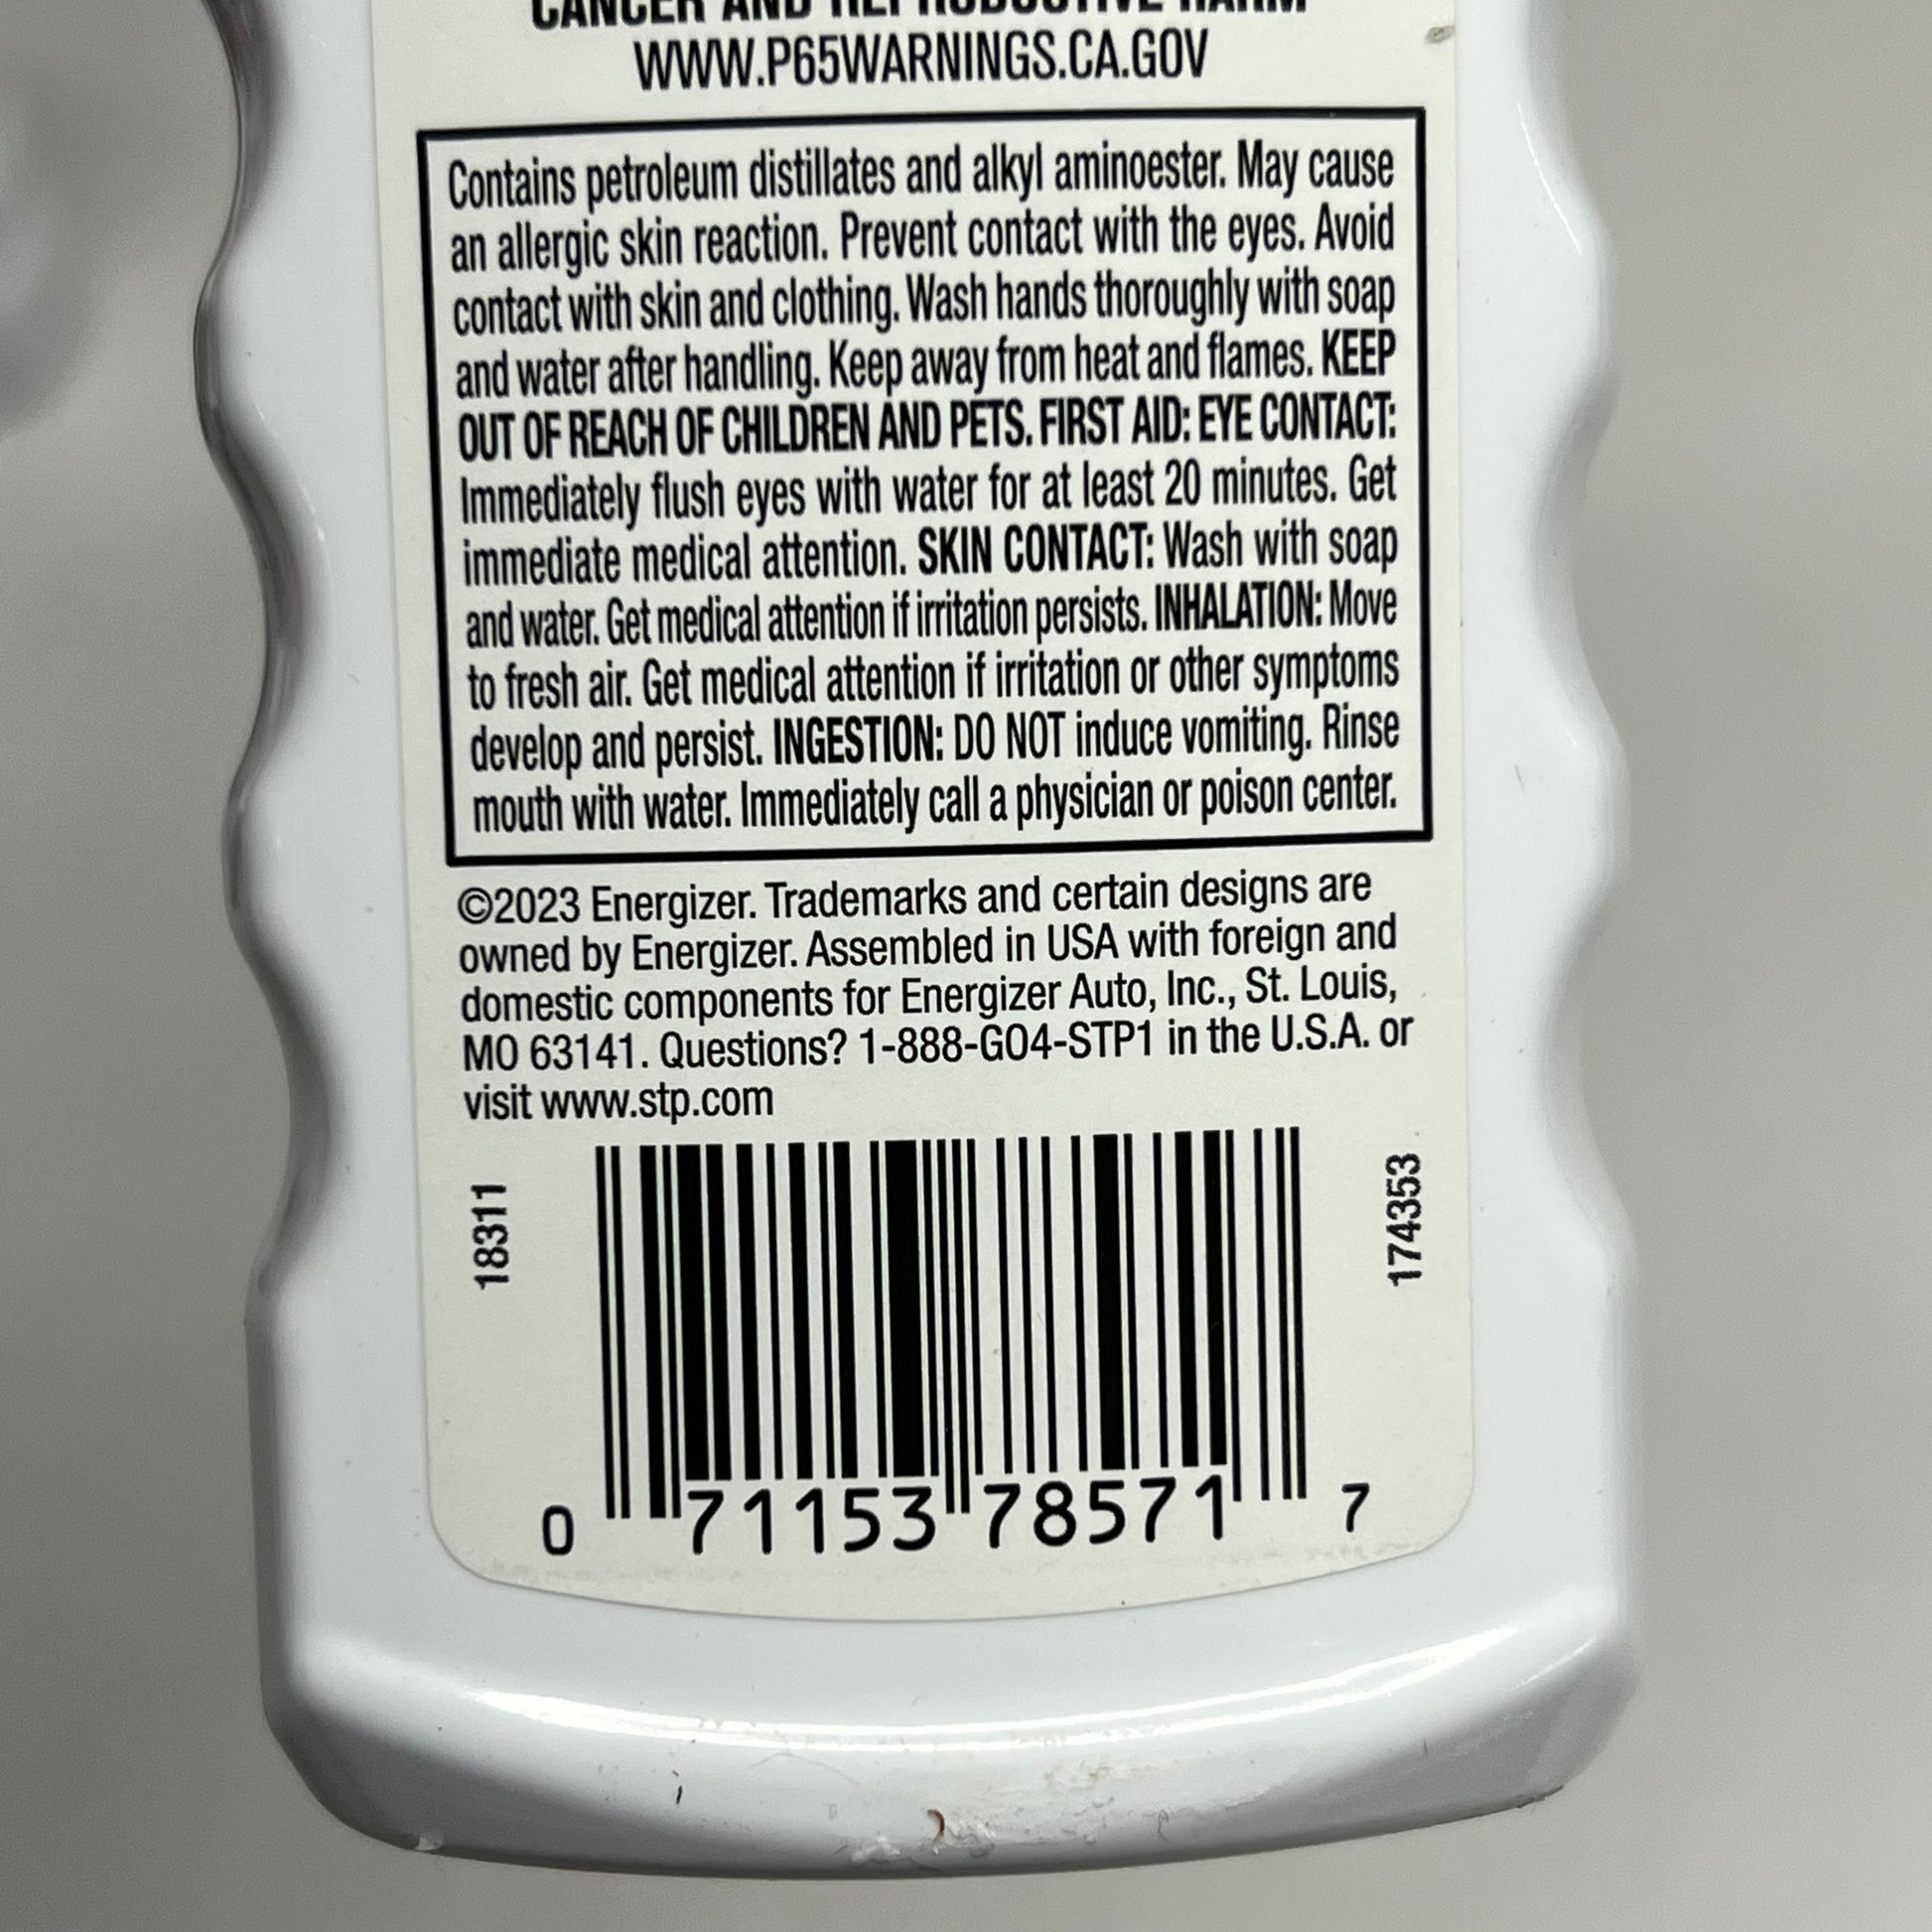 CANCER AND REPRODUCTIVE HARM
WWW.P65WARNINGS.CA.GOV
Contains petroleum distillates and alkyl aminoester. May cause
an allergic skin reaction. Prevent contact with the eyes. Avoid
contact with skin and clothing. Wash hands thoroughly with soap
and water after handling. Keep away from heat and flames. KEEP
OUT OF REACH OF CHILDREN AND PETS. FIRST AID: EYE CONTACT:
Immediately flush eyes with water for at least 20 minutes. Get
immediate medical attention. SKIN CONTACT: Wash with soap
and water. Get medical attention if irritation persists. INHALATION: Move
to fresh air. Get medical attention if irritation or other symptoms
develop and persist. INGESTION: DO NOT induce vomiting. Rinse
mouth with water. Immediately call a physician or poison center.
©2023 Energizer. Trademarks and certain designs are
owned by Energizer. Assembled in USA with foreign and
domestic components for Energizer Auto, Inc., St. Louis,
MO 63141. Questions? 1-888-GO4-STP1 in the U.S.A. or
visit www.stp.com
18311
174353
0 71153 78571 7